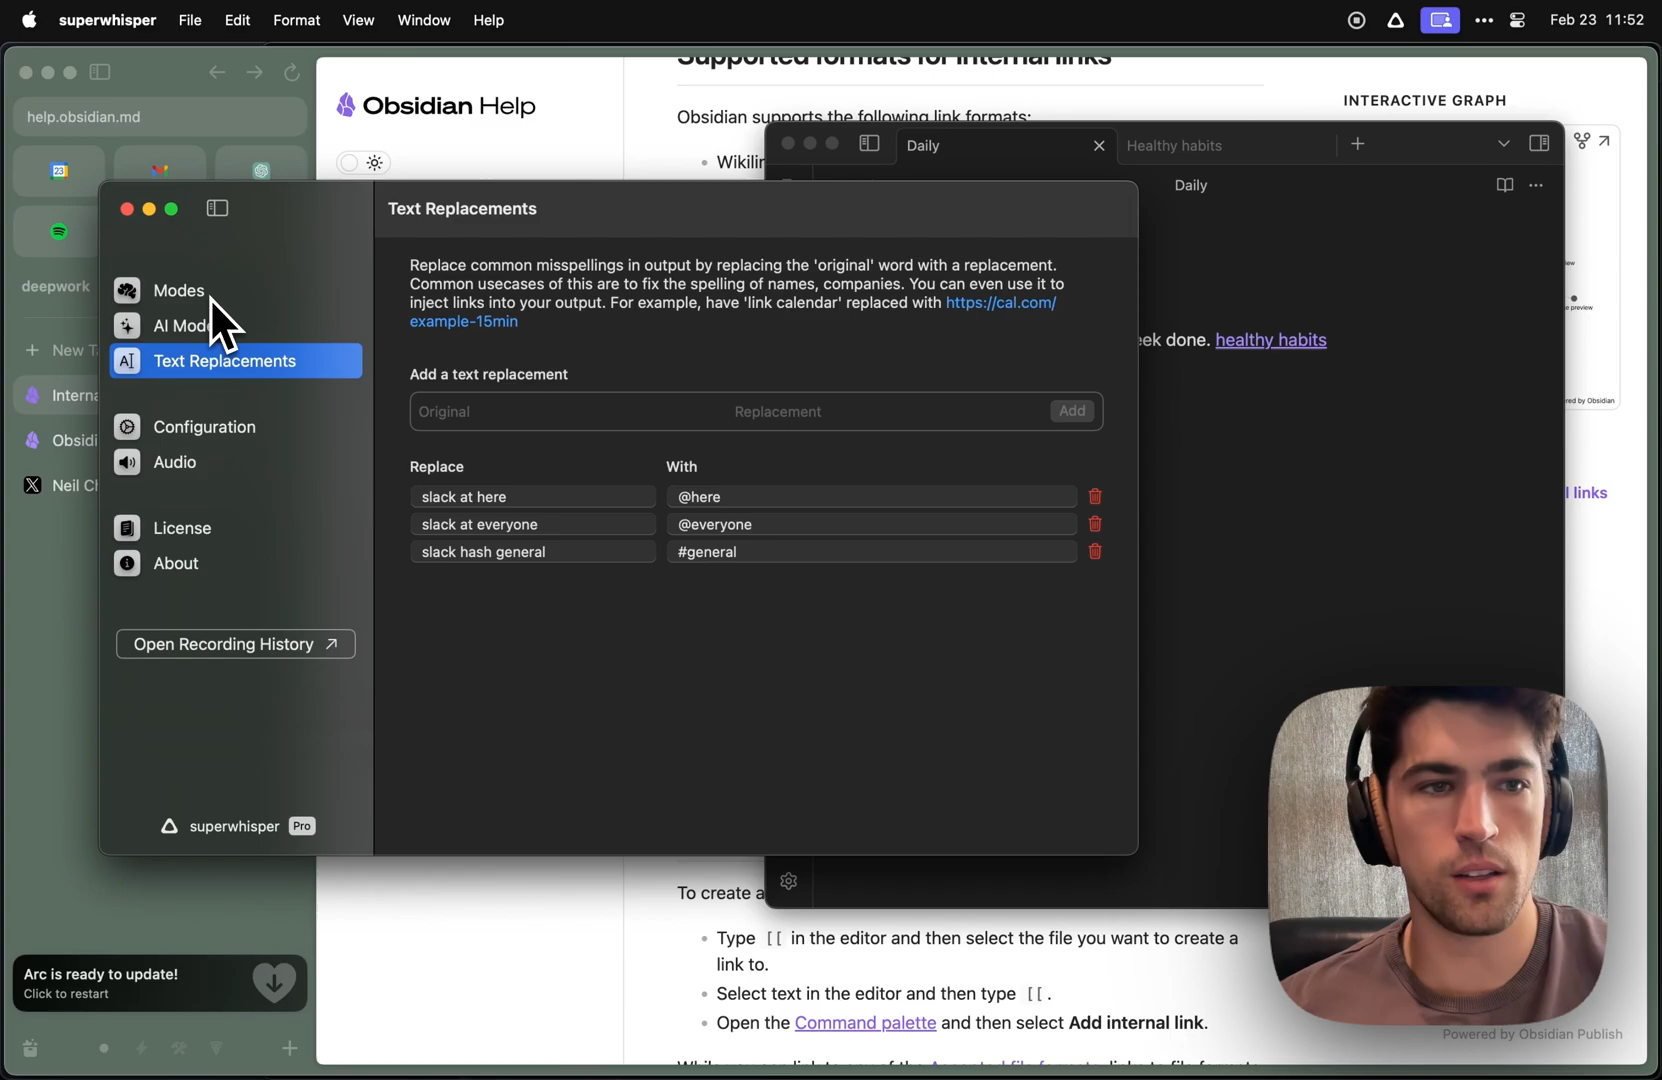 superwhisper File Edit Format View Window Help
Feb 23 11:52
help.obsidian.md
23
deepwork
+ New
Interna
Obsidi
Neil Ch
Arc is ready to update!
Click to restart
Obsidian Help
Supported formats for internal links
Obsidian supports the following link formats:
INTERACTIVE GRAPH
Daily
Healthy habits
Daily
done. healthy habits
links
Modes
AI Mod
Text Replacements
Configuration
Audio
License
About
Open Recording History
superwhisper Pro
Text Replacements
Replace common misspellings in output by replacing the 'original' word with a replacement.
Common usecases of this are to fix the spelling of names, companies. You can even use it to
inject links into your output. For example, have 'link calendar' replaced with https://cal.com/
example-15min
Add a text replacement
Original Replacement Add
Replace With
slack at here @here
slack at everyone @everyone
slack hash general #general
To create a
• Type [[ in the editor and then select the file you want to create a
link to.
• Select text in the editor and then type [[.
• Open the Command palette and then select Add internal link.
Powered by Obsidian Publish